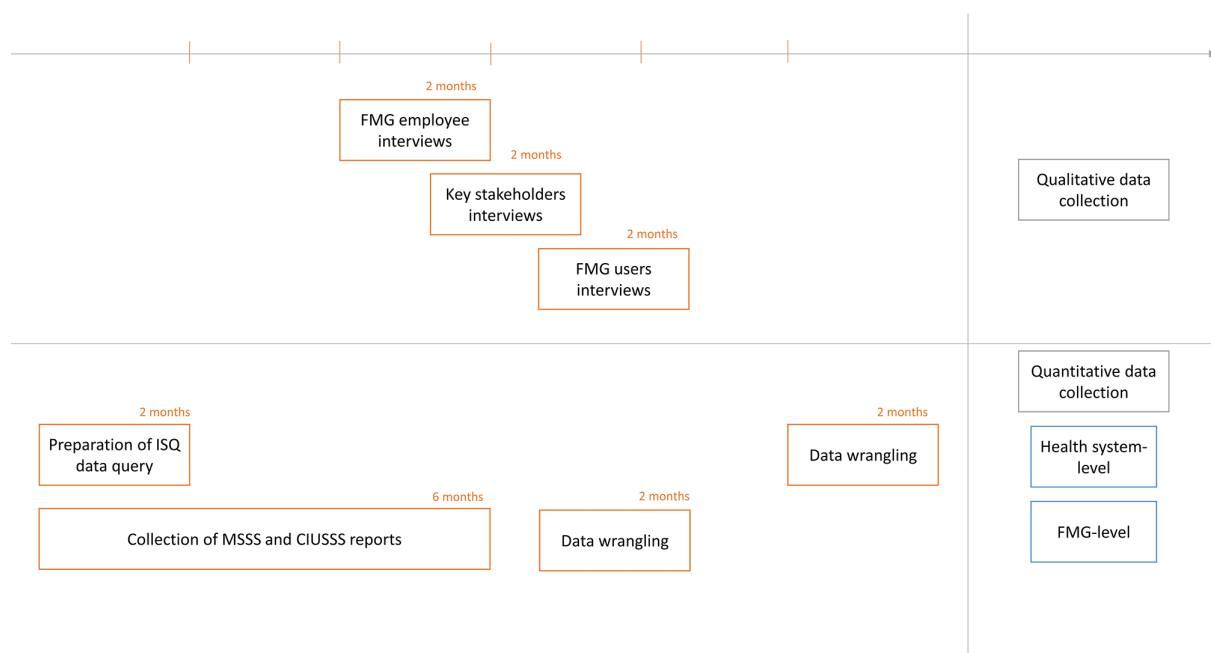 2 months
FMG employee
interviews
2 months
Key stakeholders
interviews
2 months
FMG users
interviews
Qualitative data
collection
Quantitative data
collection
2 months
Preparation of ISQ
data query
2 months
Data wrangling
Health system-
level
6 months
Collection of MSSS and CIUSSS reports
2 months
Data wrangling
FMG-level